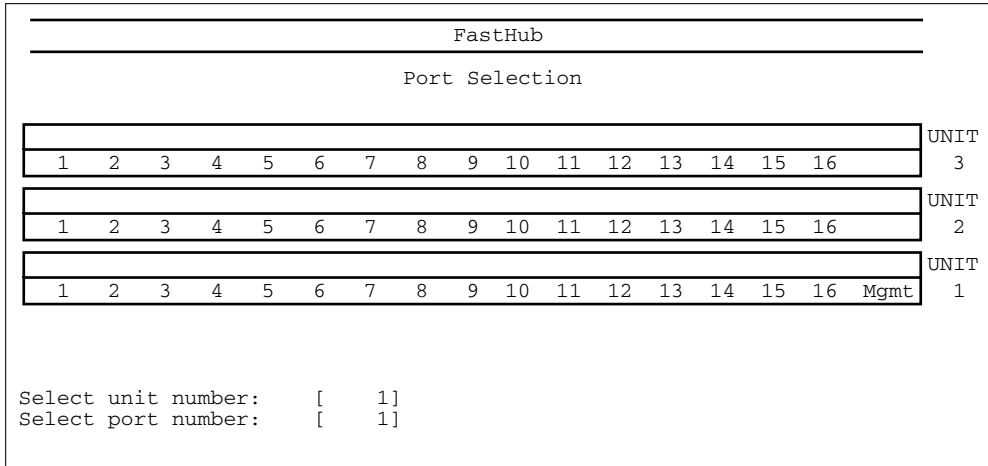 FastHub
Port Selection
UNIT
1 2 3 4 5 6 7 8 9 10 11 12 13 14 15 16 3
UNIT
1 2 3 4 5 6 7 8 9 10 11 12 13 14 15 16 2
UNIT
1 2 3 4 5 6 7 8 9 10 11 12 13 14 15 16 Mgmt 1
Select unit number: [ 1]
Select port number: [ 1]